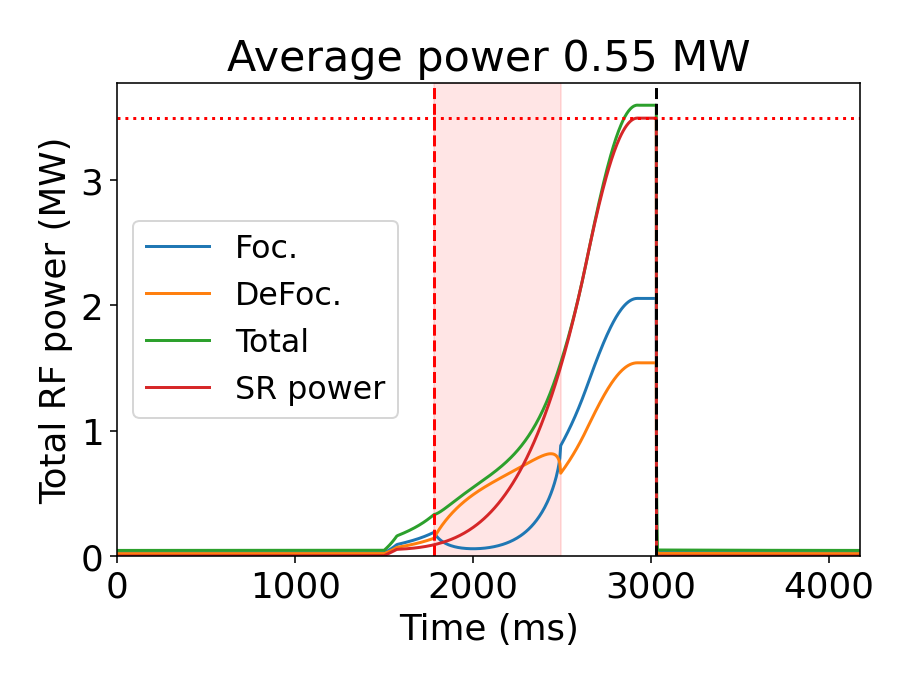 Average power 0.55 MW
Total RF power (MW)
3
2
1
0
Foc.
DeFoc.
Total
SR power
0 1000 2000 3000 4000
Time (ms)